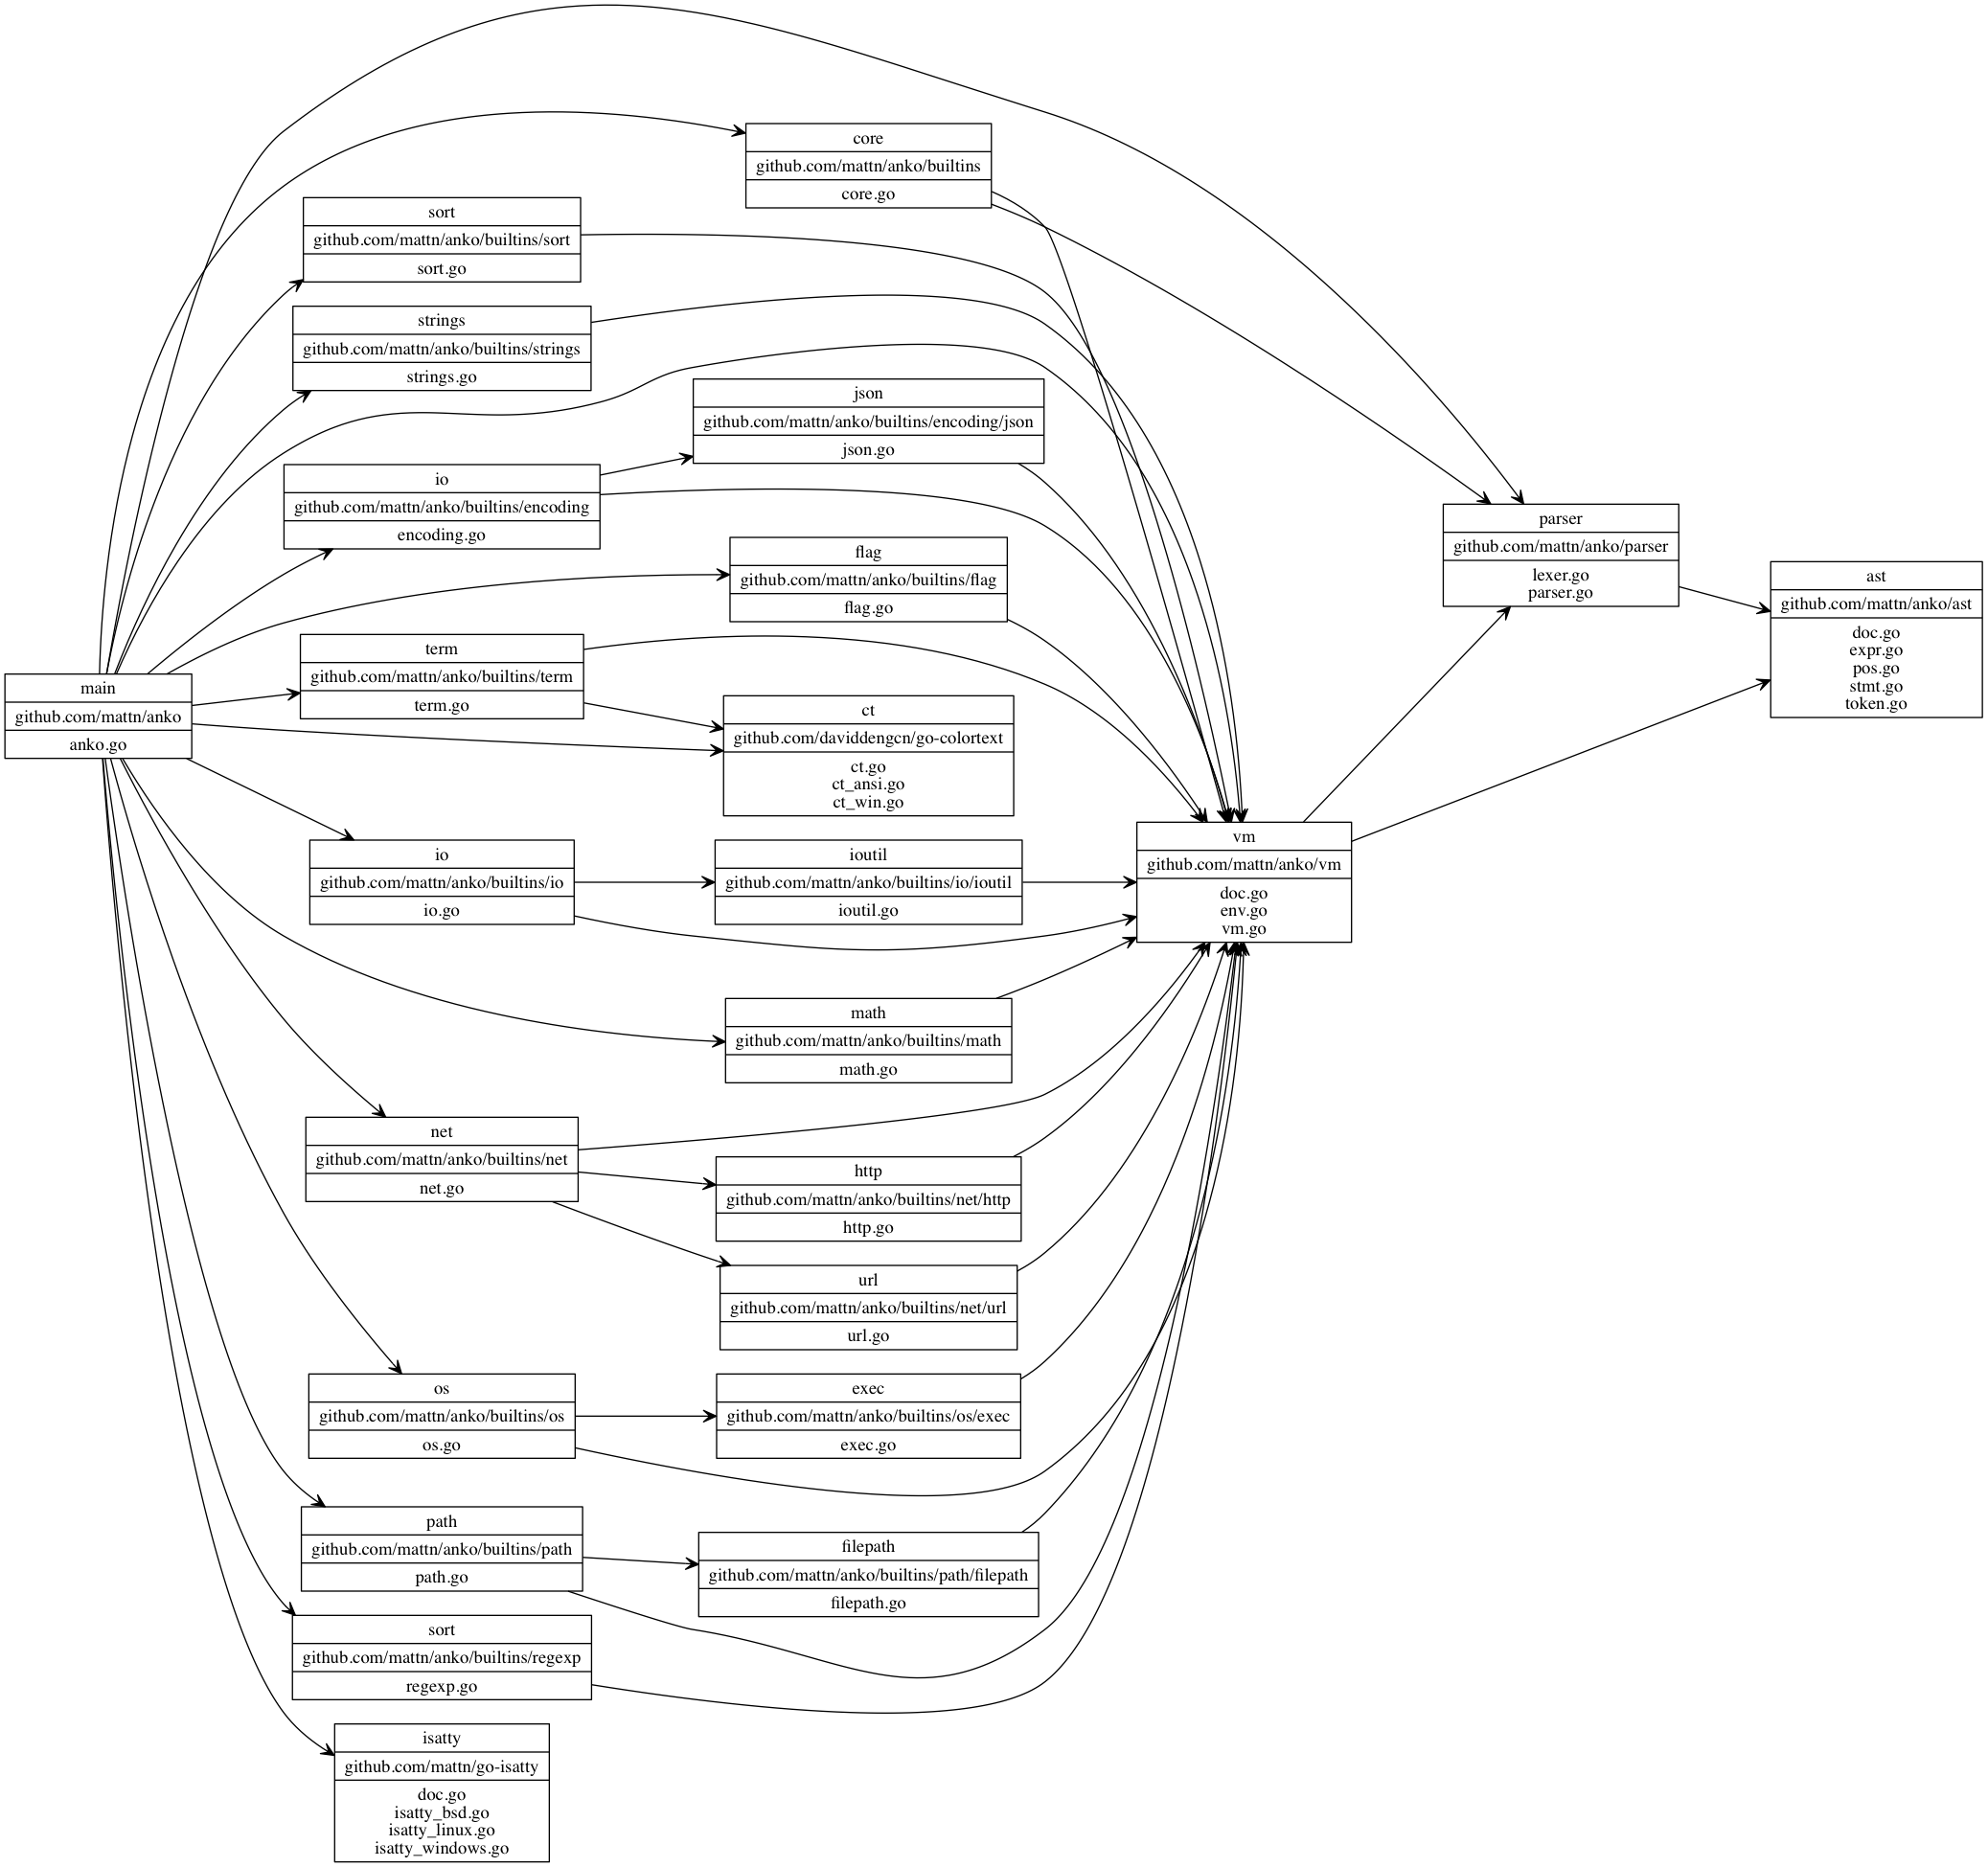 core
github.com/mattn/anko/builtins
core.go
sort
github.com/mattn/anko/builtins/sort
sort.go
strings
github.com/mattn/anko/builtins/strings
strings.go
json
github.com/mattn/anko/builtins/encoding/json
json.go
io
github.com/mattn/anko/builtins/encoding
encoding.go
flag
github.com/mattn/anko/builtins/flag
flag.go
parser
github.com/mattn/anko/parser
lexer.go
parser.go
ast
github.com/mattn/anko/ast
doc.go
expr.go
pos.go
stmt.go
token.go
term
github.com/mattn/anko/builtins/term
term.go
main
github.com/mattn/anko
anko.go
ct
github.com/daviddengcn/go-colortext
ct.go
ct_ansi.go
ct_win.go
io
github.com/mattn/anko/builtins/io
io.go
ioutil
github.com/mattn/anko/builtins/io/ioutil
ioutil.go
vm
github.com/mattn/anko/vm
doc.go
env.go
vm.go
math
github.com/mattn/anko/builtins/math
math.go
net
github.com/mattn/anko/builtins/net
net.go
http
github.com/mattn/anko/builtins/net/http
http.go
url
github.com/mattn/anko/builtins/net/url
url.go
os
github.com/mattn/anko/builtins/os
os.go
exec
github.com/mattn/anko/builtins/os/exec
exec.go
path
github.com/mattn/anko/builtins/path
path.go
filepath
github.com/mattn/anko/builtins/path/filepath
filepath.go
sort
github.com/mattn/anko/builtins/regexp
regexp.go
isatty
github.com/mattn/go-isatty
doc.go
isatty_bsd.go
isatty_linux.go
isatty_windows.go